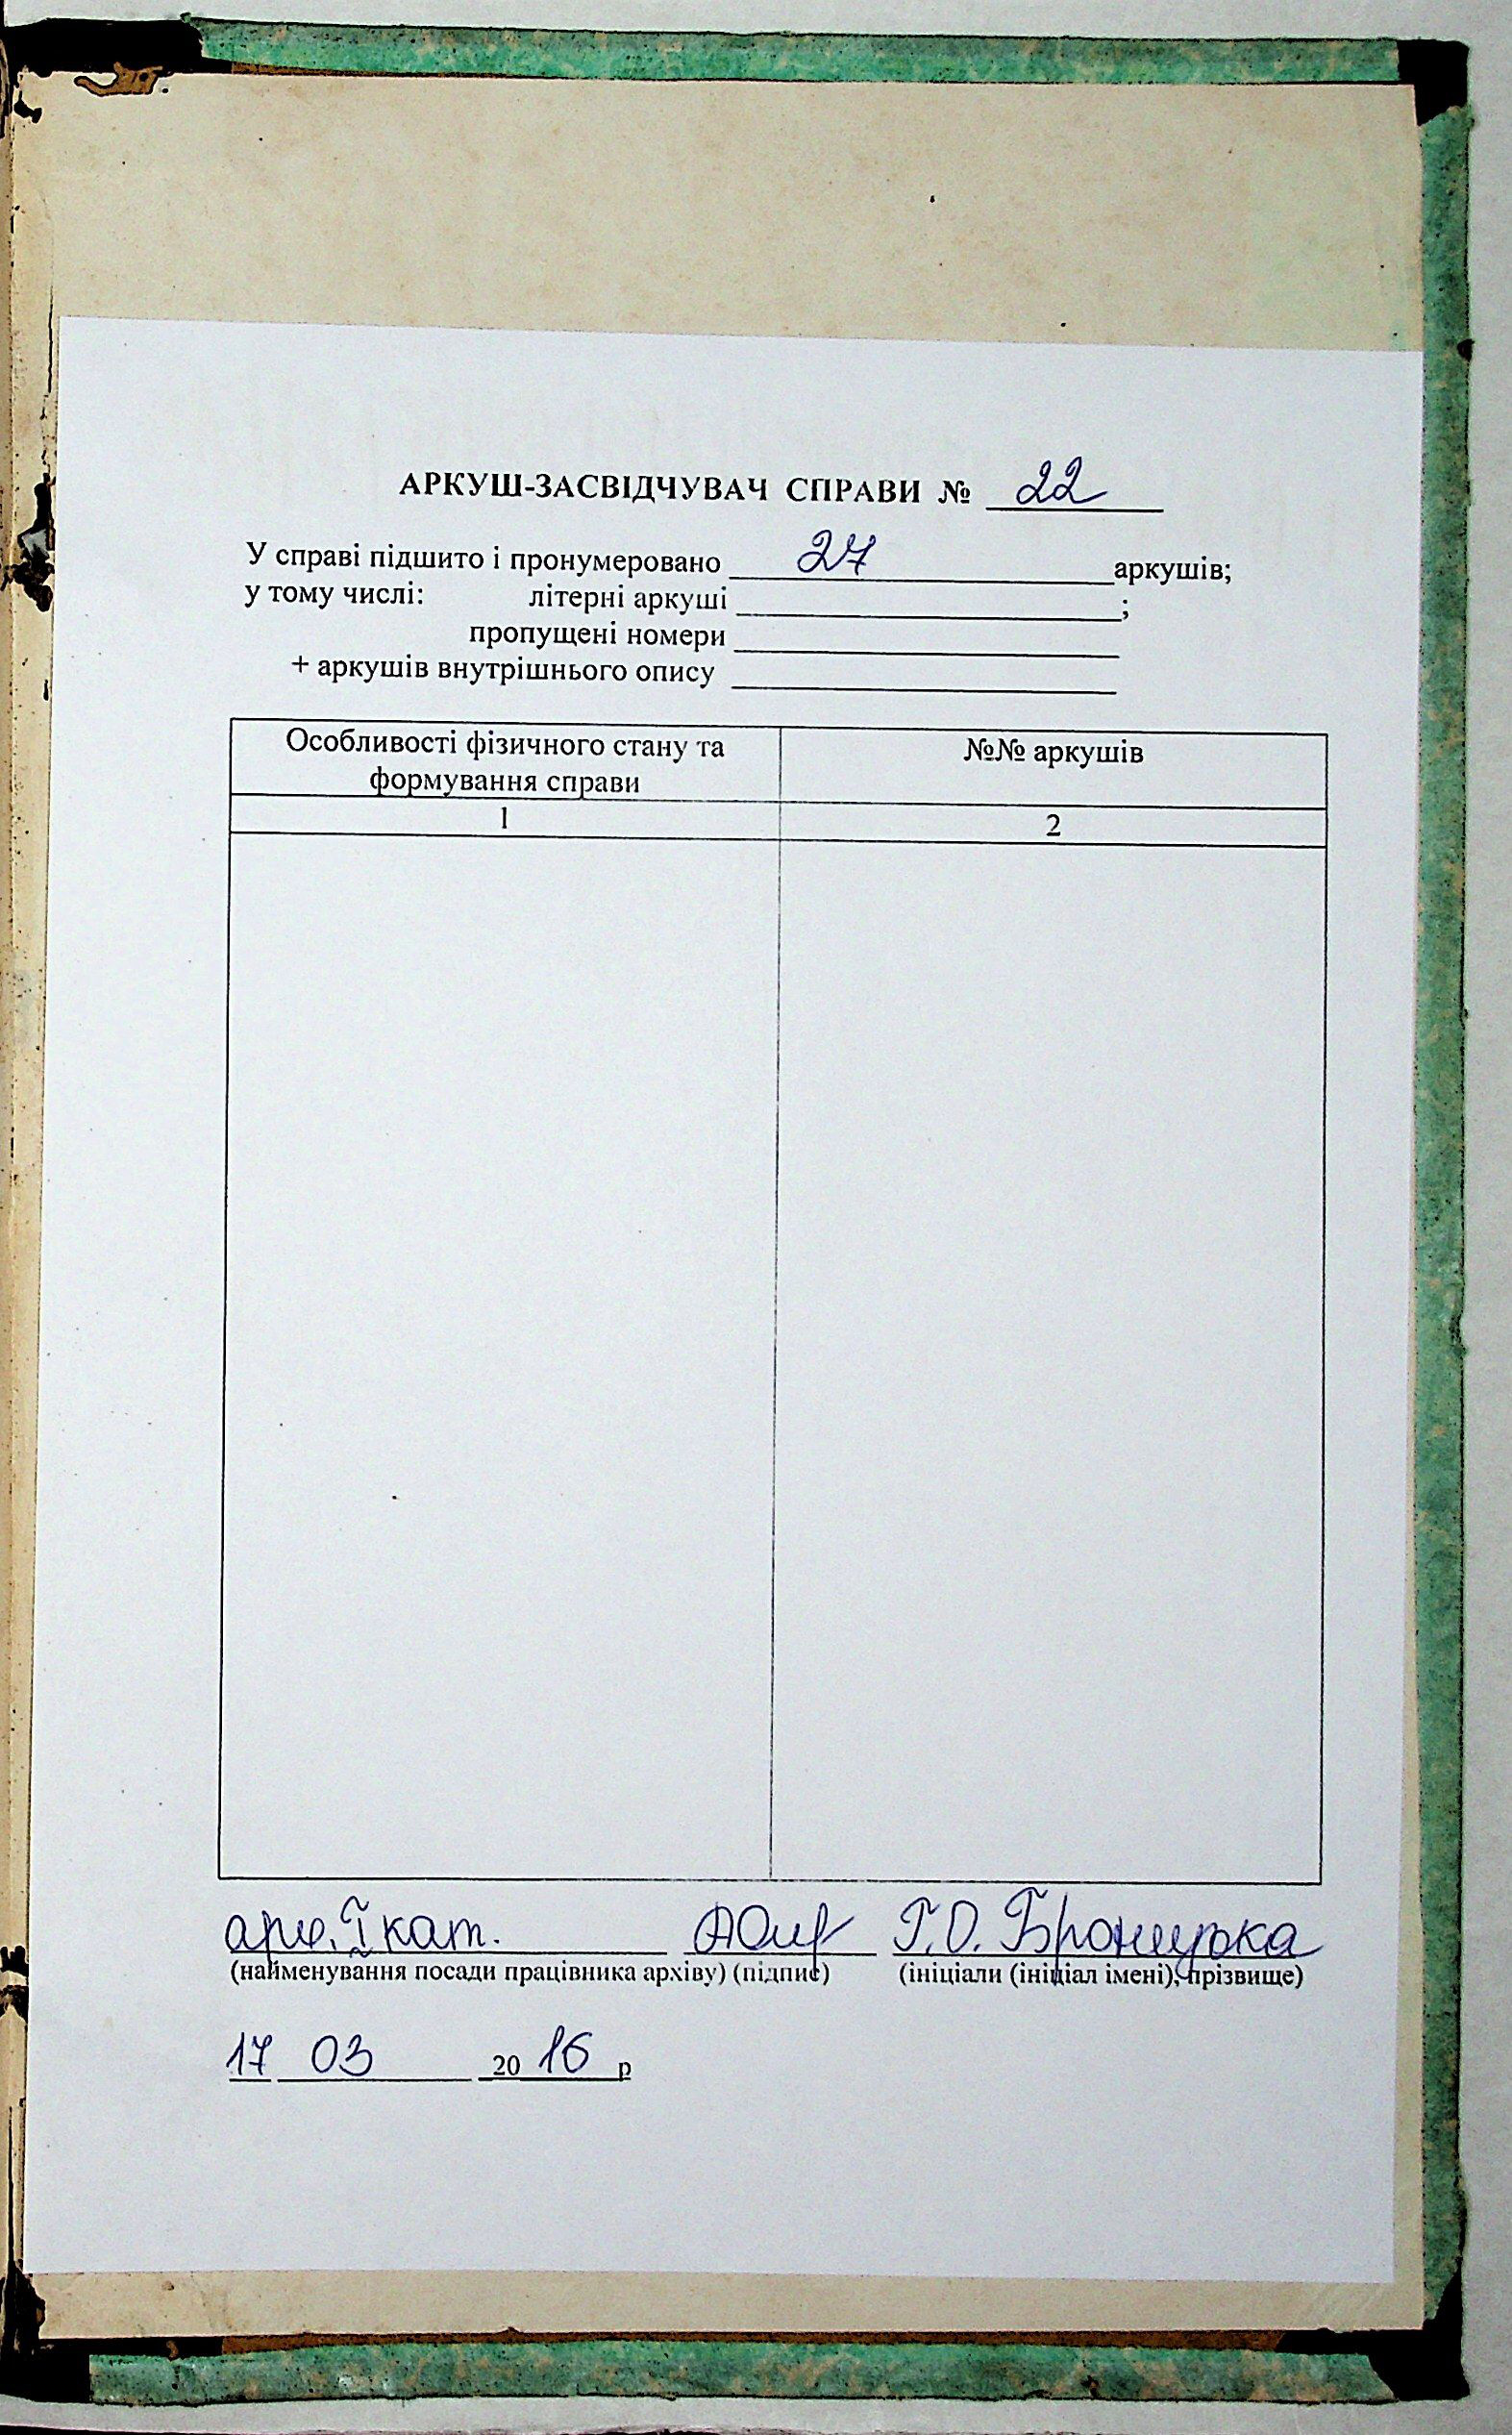 АРКУШ-ЗАСВІДЧУВАЧ СПРАВИ № 22
У справі підшито і пронумеровано 27 аркушів;
у тому числі: літерні аркуші ;
пропущені номери
+ аркушів внутрішнього опису
Особливості фізичного стану та формування справи №№ аркушів
1 2
арх. І кат. Г.О. Броницька
(найменування посади працівника архіву) (підпис) (ініціали (ініціал імені), прізвище)
17 03 2016 р